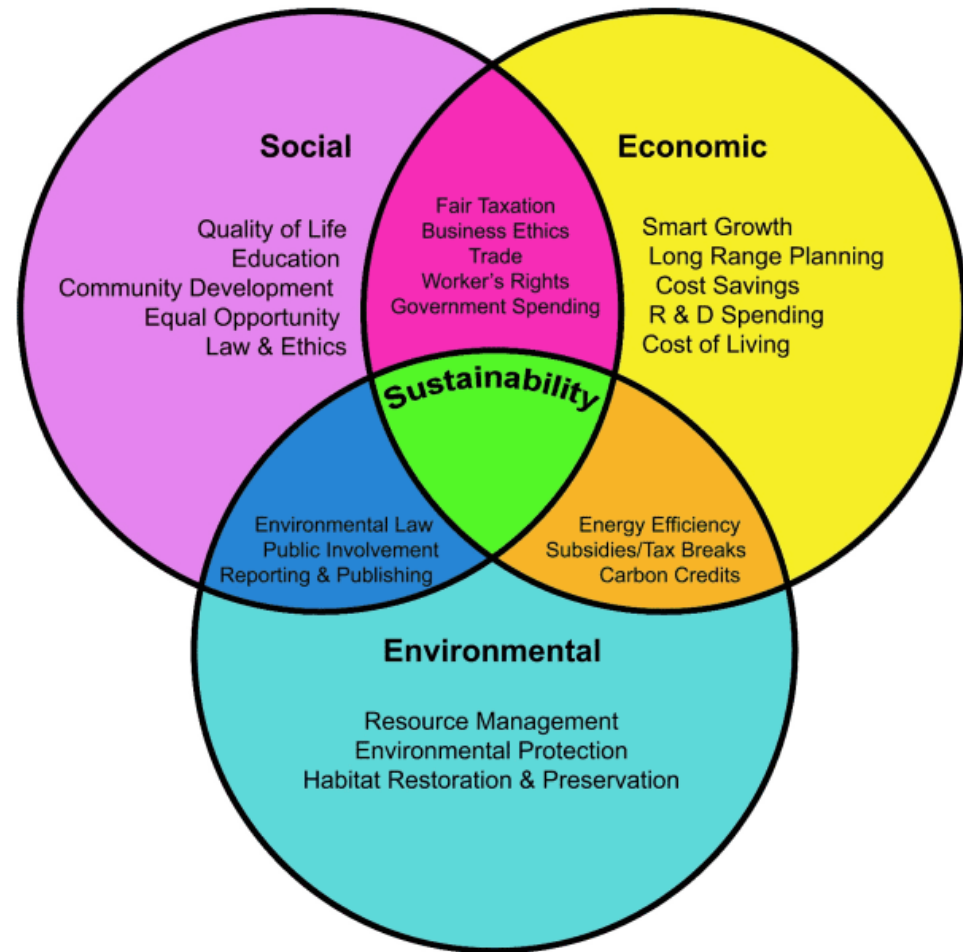 Social
Quality of Life
Education
Community Development
Equal Opportunity
Law & Ethics
Fair Taxation
Business Ethics
Trade
Worker's Rights
Government Spending
Economic
Smart Growth
Long Range Planning
Cost Savings
R & D Spending
Cost of Living
Sustainability
Environmental Law
Public Involvement
Reporting & Publishing
Energy Efficiency
Subsidies/Tax Breaks
Carbon Credits
Environmental
Resource Management
Environmental Protection
Habitat Restoration & Preservation